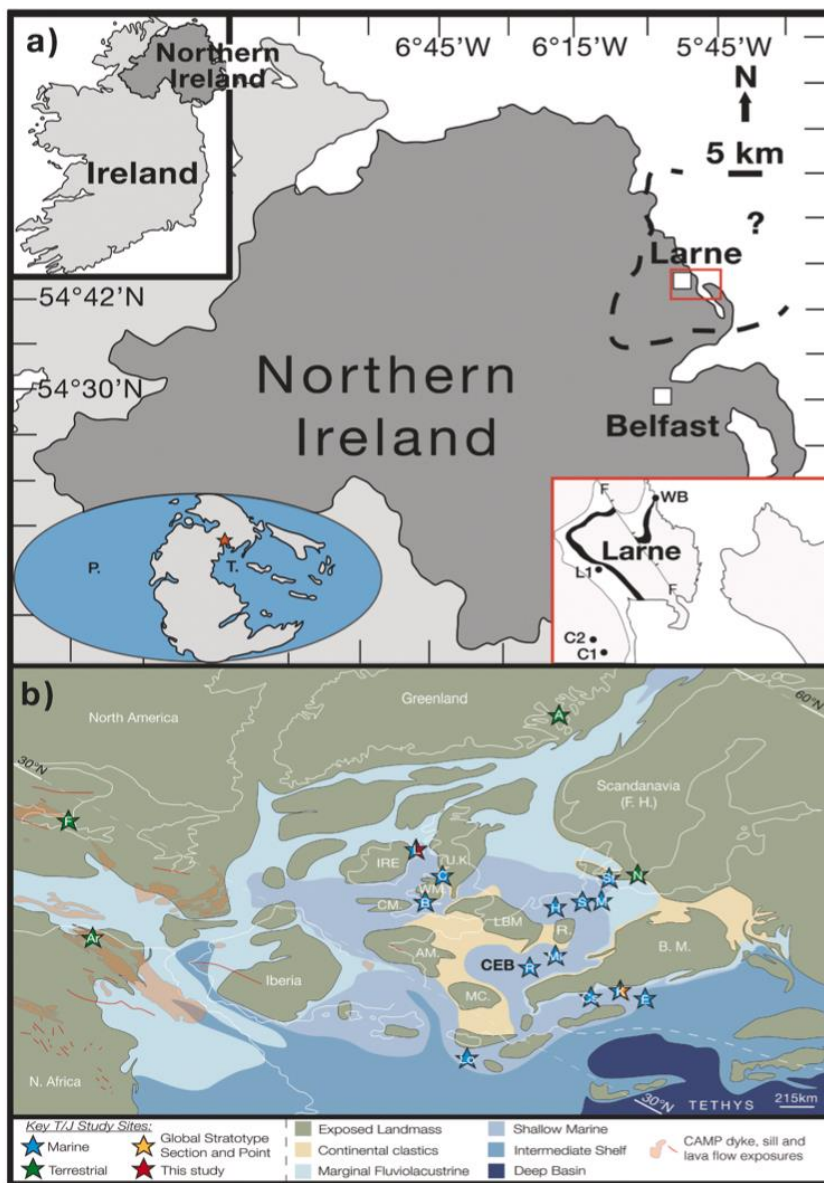 a)
6°45'W 6°15'W 5°45'W
Northern
Ireland
Ireland
N
5 km
?
Larne
54°42'N
54°30'N
Northern
Ireland
Belfast
P. T.
F
WB
Larne
L1
F
C2
C1
b)
North America
Greenland
60°N
A
30°N
Scandanavia
(F. H.)
F
L
IRE
U.K.
C
WM.
St
N
CM.
B
H
S
M
LBM
R.
Ar
AM.
CEB
R
B. M.
Iberia
MC.
K
E
Lo
N. Africa
30°N
TETHYS
215km
Key T/J Study Sites:
Marine
Global Stratotype
Section and Point
Terrestrial
This study
Exposed Landmass
Continental clastics
Marginal Fluviolacustrine
Shallow Marine
Intermediate Shelf
Deep Basin
CAMP dyke, sill and
lava flow exposures